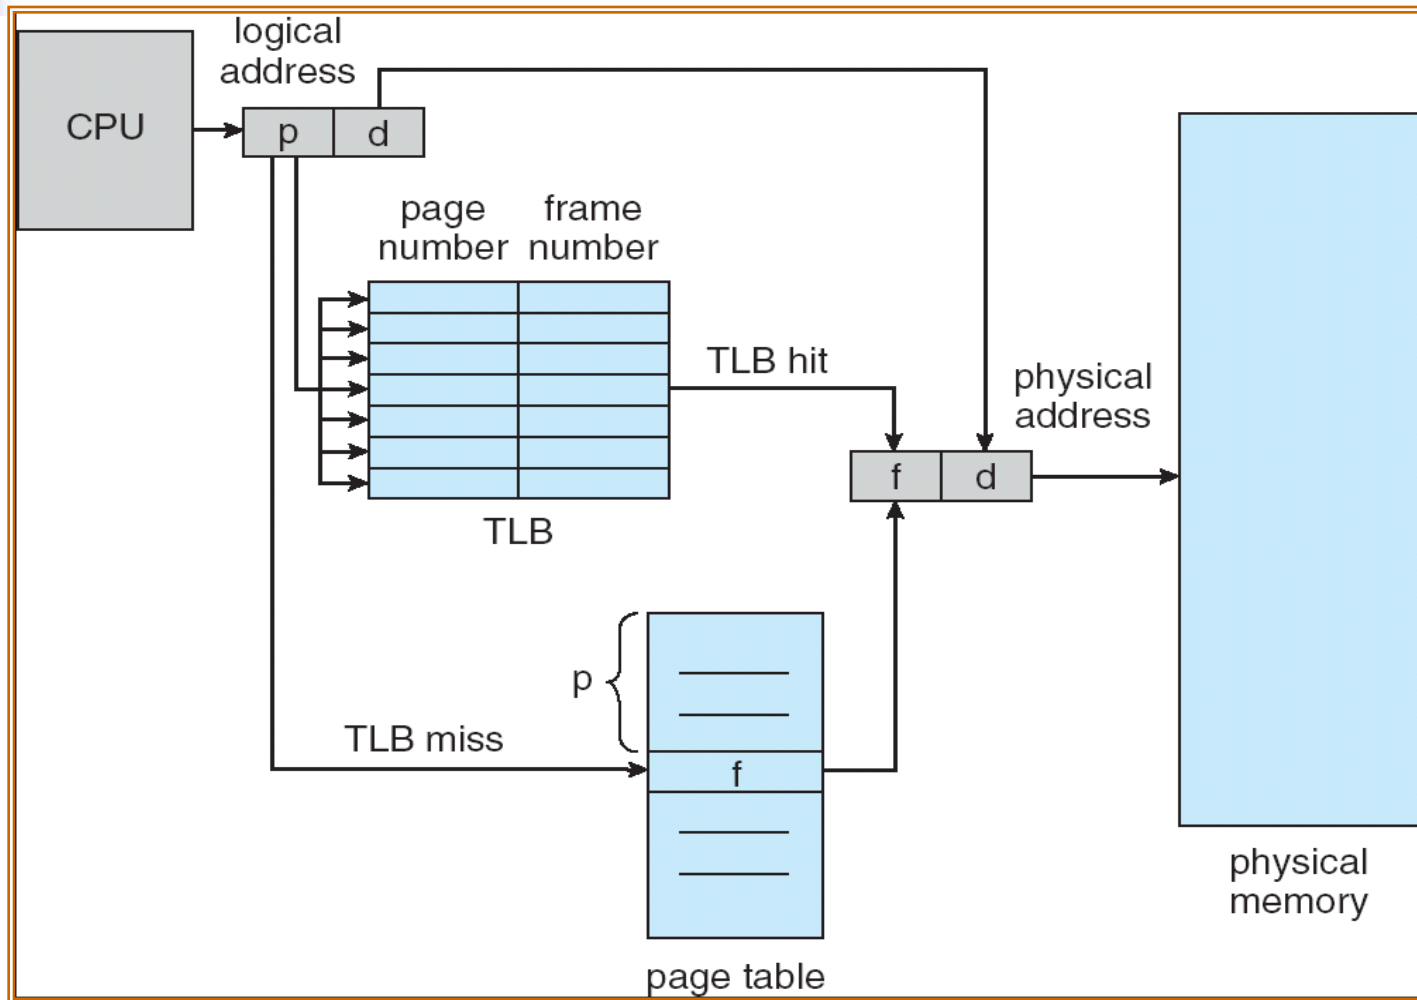 logical
address
CPU
p
d
page
number
frame
number
TLB hit
physical
address
f
d
TLB
p
TLB miss
f
physical
memory
page table